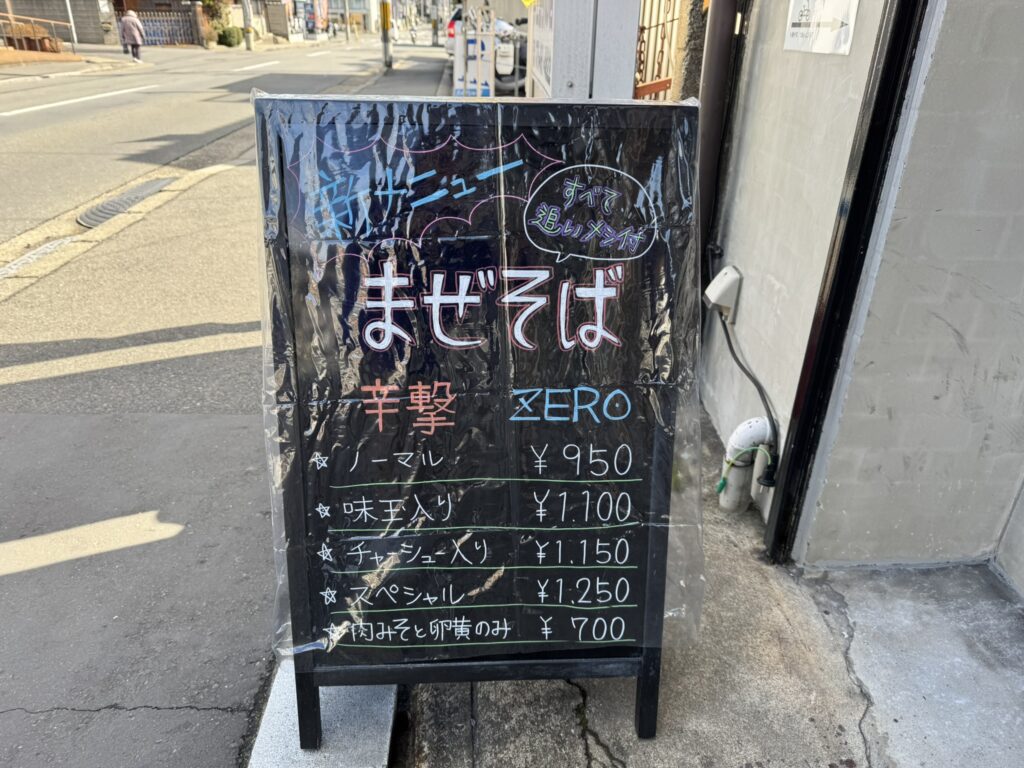 新メニュー
すべて
追いメシ付
まぜそば
辛撃 ZERO
☆ ノーマル ¥950
☆ 味玉入り ¥1.100
☆ チャーシュー入り ¥1.150
☆ スペシャル ¥1.250
☆ 肉みそと卵黄のみ ¥700